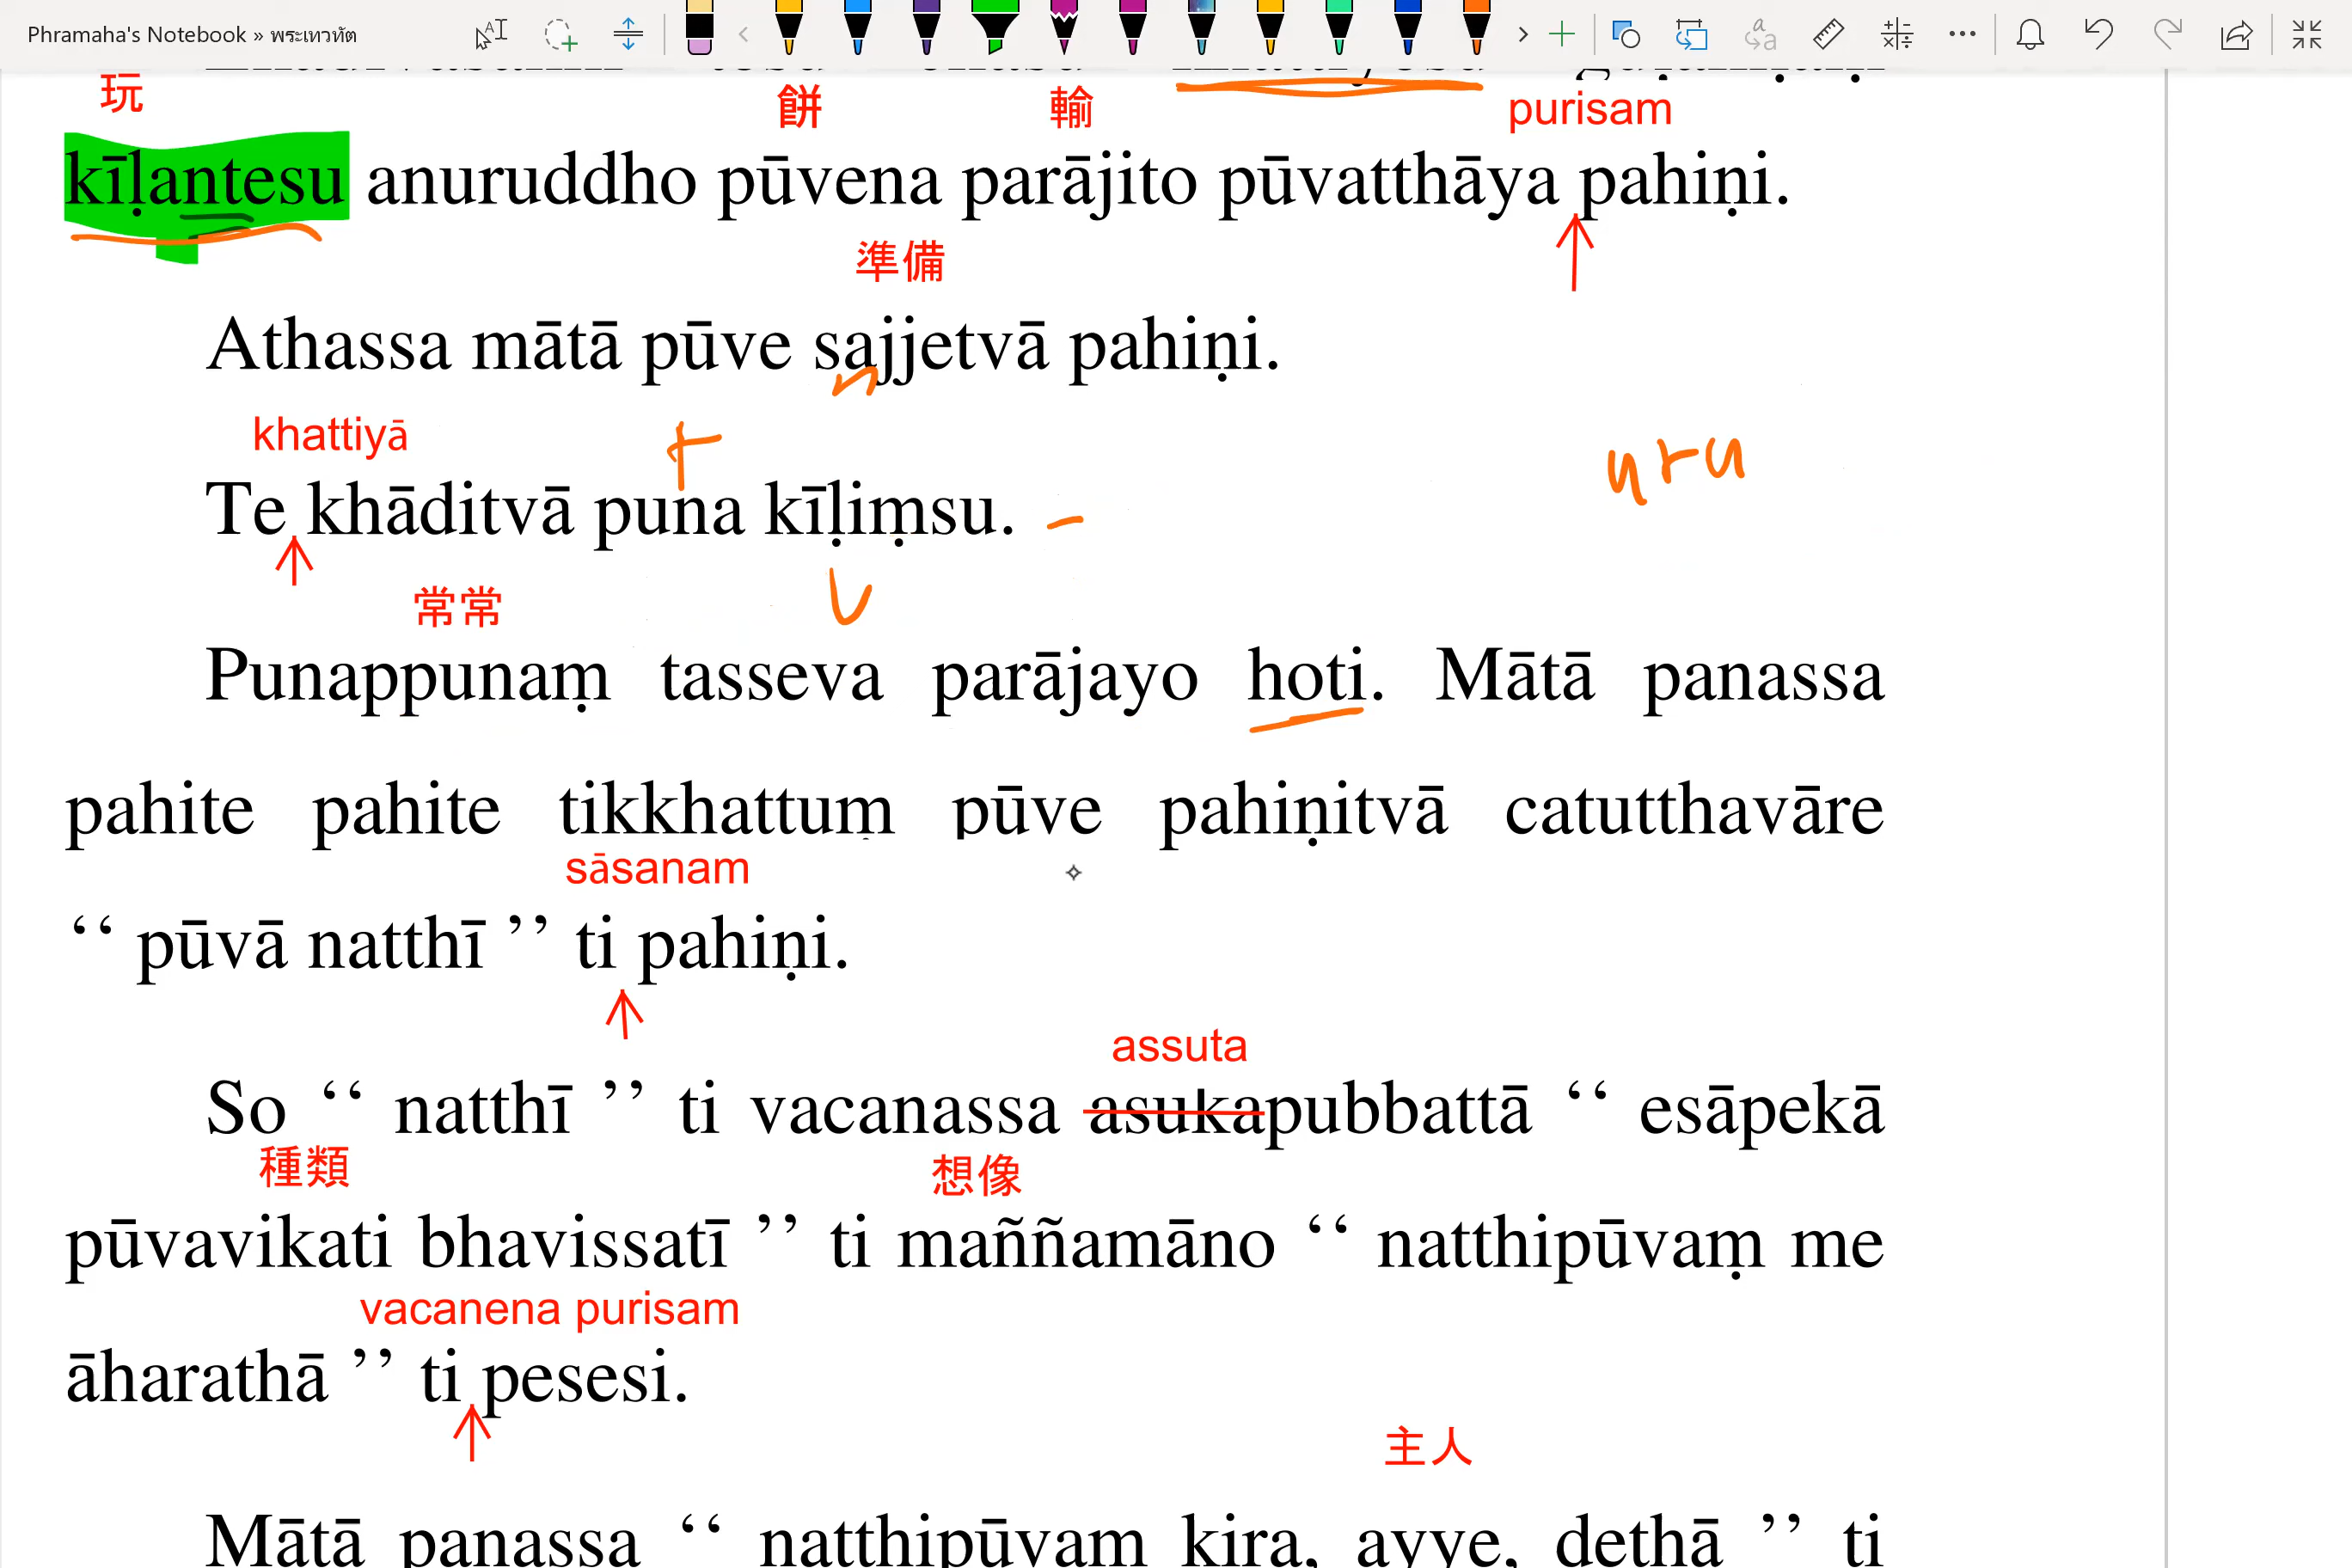 Phramaha's Notebook » พระเทวทัต
玩 餅 輸 purisam
kīḷantesu anuruddho pūvena parājito pūvatthāya pahiṇi.
準備
Athassa mātā pūve sajjetvā pahiṇi.
khattiyā
Te khāditvā puna kīḷiṃsu.
常常
Punappunaṃ tasseva parājayo hoti. Mātā panassa
pahite pahite tikkhattuṃ pūve pahiṇitvā catutthavāre
sāsanam
‘‘ pūvā natthī ’’ ti pahiṇi.
assuta
So ‘‘ natthī ’’ ti vacanassa asukapubbattā ‘‘ esāpekā
種類 想像
pūvavikati bhavissatī ’’ ti maññamāno ‘‘ natthipūvaṃ me
vacanena purisam
āharathā ’’ ti pesesi.
主人
Mātā panassa ‘‘ natthipūvaṃ kira, ayye, dethā ’’ ti